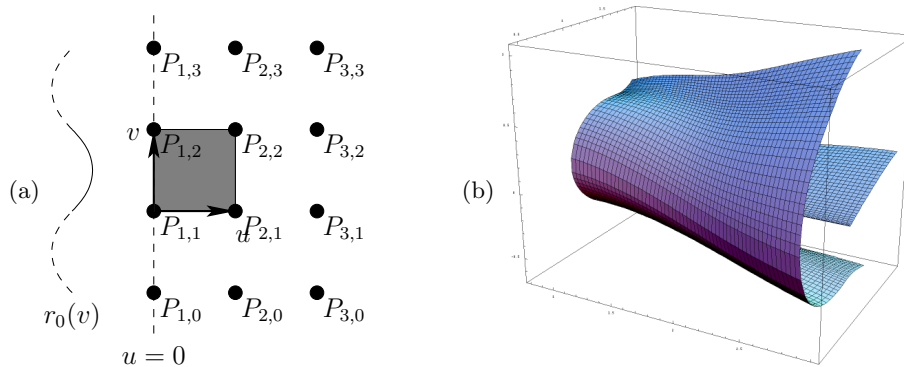 P1,3 P2,3 P3,3
v P1,2 P2,2 P3,2
(a) (b)
P1,1 u P2,1 P3,1
P1,0 P2,0 P3,0
r0(v)
u = 0